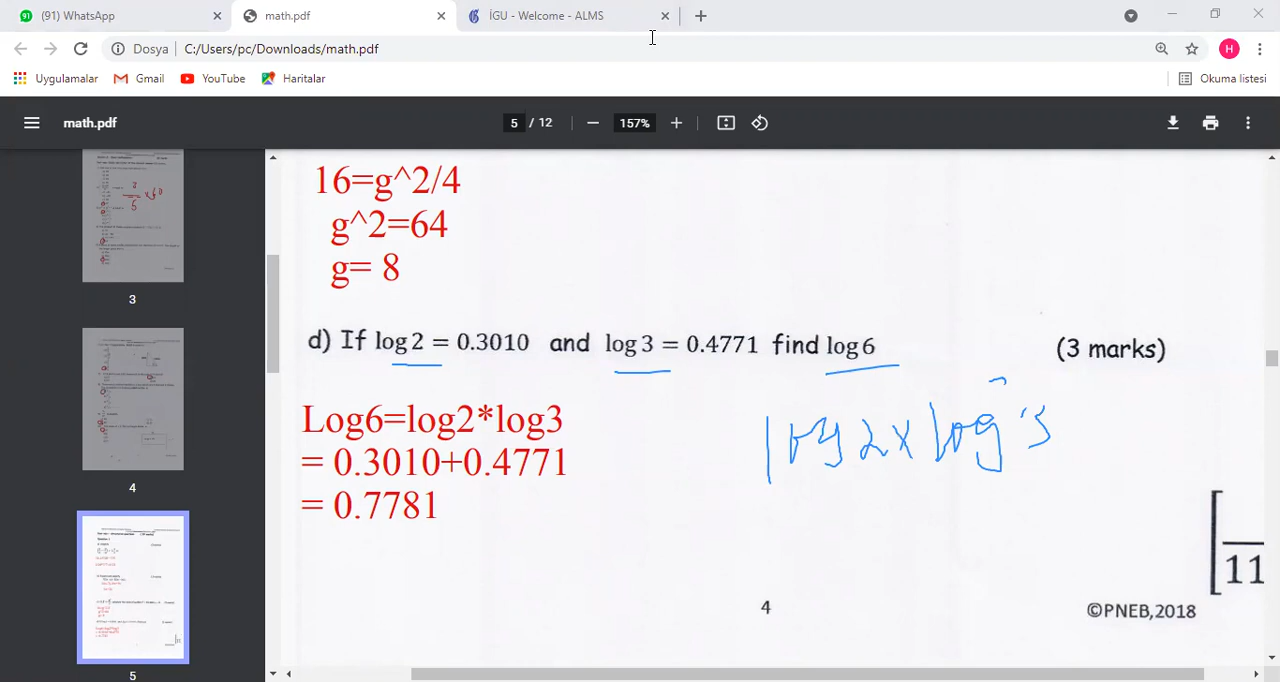 (91) WhatsApp
math.pdf
İGU - Welcome - ALMS
Dosya
C:/Users/pc/Downloads/math.pdf
H
Uygulamalar
Gmail
YouTube
Haritalar
Okuma listesi
math.pdf
5 / 12
157%
3
4
5
16=g^2/4
g^2=64
g= 8
d) If log 2 = 0.3010 and log 3 = 0.4771 find log 6
(3 marks)
Log6=log2*log3
= 0.3010+0.4771
= 0.7781
log 2 x log 3
11
4
©PNEB,2018